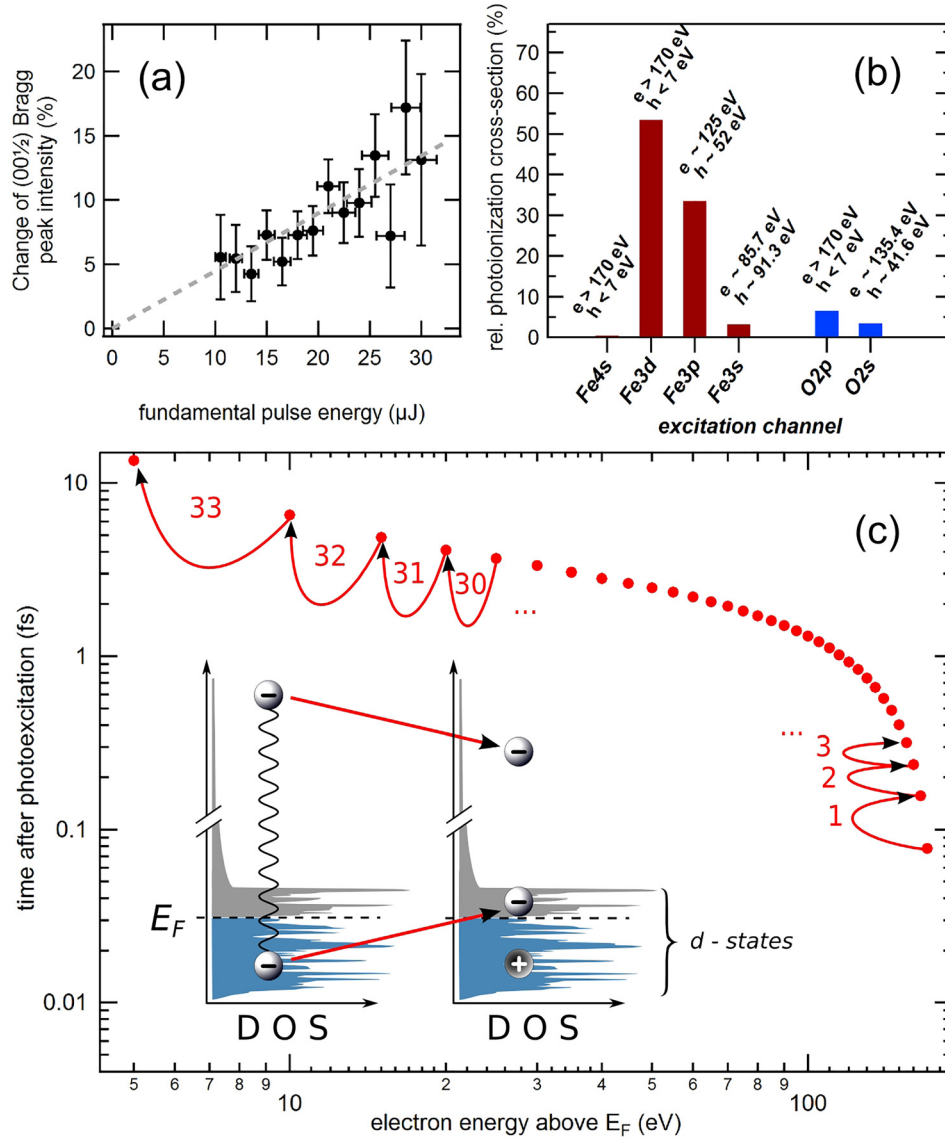 (a)
Change of (00½) Bragg
peak intensity (%)
20
15
10
5
0
0 5 10 15 20 25 30
fundamental pulse energy (µJ)
(b)
rel. photoionization cross-section (%)
70
60
50
40
30
20
10
0
e > 170 eV
h < 7 eV
e > 170 eV
h < 7 eV
e ~ 125 eV
h ~ 52 eV
e ~ 85.7 eV
h ~ 91.3 eV
e > 170 eV
h < 7 eV
e ~ 135.4 eV
h ~ 41.6 eV
Fe4s Fe3d Fe3p Fe3s O2p O2s
excitation channel
(c)
time after photoexcitation (fs)
10
1
0.1
0.01
33
32
31
30
...
...
3
2
1
E_F
DOS
DOS
d - states
5 6 7 8 9 10 2 3 4 5 6 7 8 9 100
electron energy above E_F (eV)